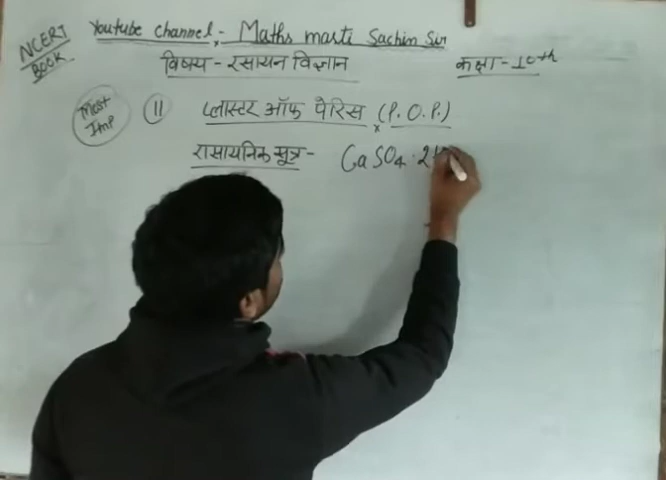 NCERT BOOK.
Youtube channel - Maths masti Sachin Sir
विषय - रसायन विज्ञान कक्षा - 10th
Most Imp 11 प्लास्टर ऑफ पेरिस (P.O.P.)
रासायनिक सूत्र - CaSO4.2H